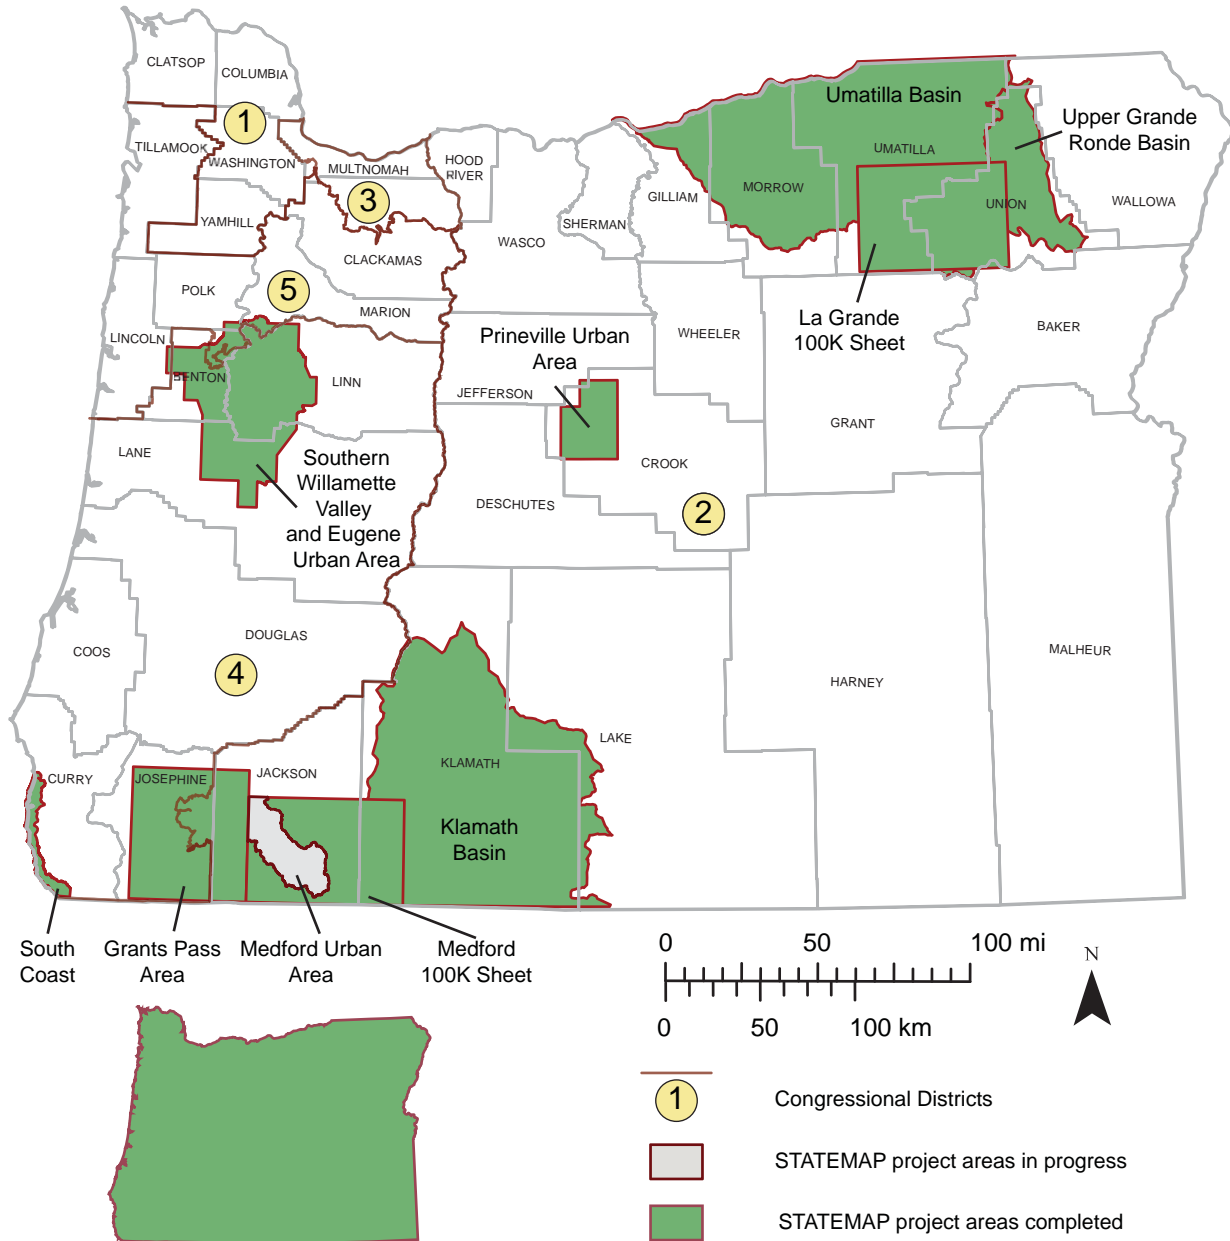 CLATSOP
COLUMBIA
1
TILLAMOOK
WASHINGTON
MULTNOMAH
HOOD
RIVER
3
YAMHILL
CLACKAMAS
WASCO
SHERMAN
GILLIAM
MORROW
Umatilla Basin
UMATILLA
Upper Grande
Ronde Basin
UNION
WALLOWA
POLK
5
MARION
LINCOLN
BENTON
LINN
JEFFERSON
Prineville Urban
Area
WHEELER
La Grande
100K Sheet
BAKER
GRANT
LANE
Southern
Willamette
Valley
and Eugene
Urban Area
CROOK
DESCHUTES
2
COOS
DOUGLAS
4
MALHEUR
HARNEY
LAKE
CURRY
JOSEPHINE
JACKSON
KLAMATH
Klamath
Basin
South
Coast
Grants Pass
Area
Medford Urban
Area
Medford
100K Sheet
0 50 100 mi
0 50 100 km
N
1 Congressional Districts
STATEMAP project areas in progress
STATEMAP project areas completed